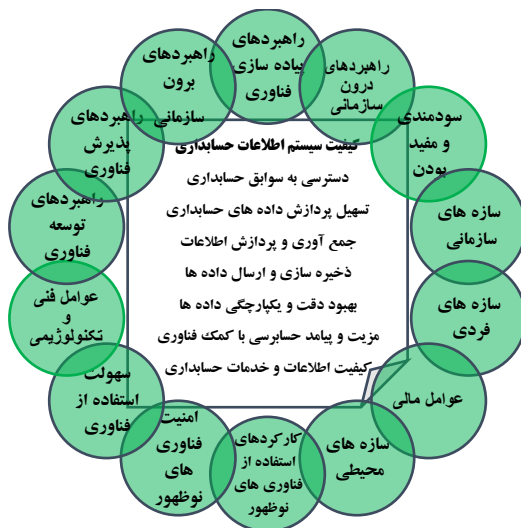 راهبردهای
پیاده سازی
فناوری
راهبردهای
درون
سازمانی
سودمندی
و مفید
بودن
سازه های
سازمانی
سازه های
فردی
عوامل مالی
سازه های
محیطی
کارکردهای
استفاده از
فناوری های
نوظهور
امنیت
فناوری
های
نوظهور
سهولت
استفاده از
فناوری
عوامل فنی
و
تکنولوژیمی
راهبردهای
توسعه
فناوری
راهبردهای
پذیرش
فناوری
راهبردهای
برون
سازمانی
کیفیت سیستم اطلاعات حسابداری
دسترسی به سوابق حسابداری
تسهیل پردازش داده های حسابداری
جمع آوری و پردازش اطلاعات
ذخیره سازی و ارسال داده ها
بهبود دقت و یکپارچگی داده ها
مزیت و پیامد حسابرسی با کمک فناوری
کیفیت اطلاعات و خدمات حسابداری